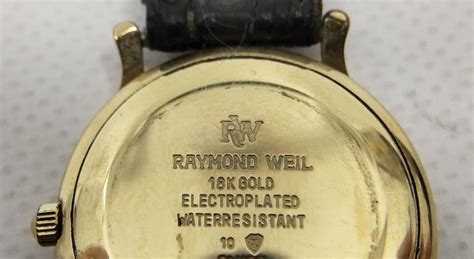 RW
RAYMOND WEIL
18K GOLD
ELECTROPLATED
WATERRESISTANT
10